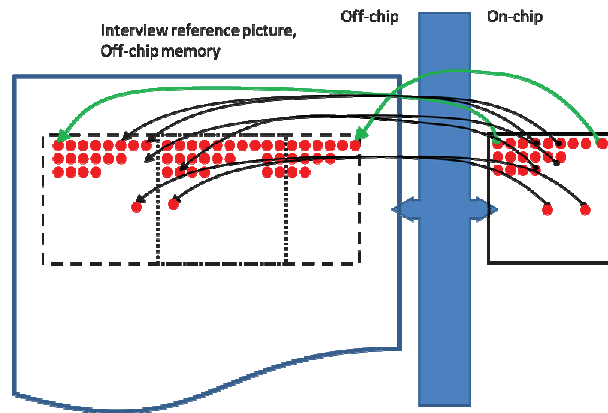 Interview reference picture,
Off-chip memory
Off-chip
On-chip